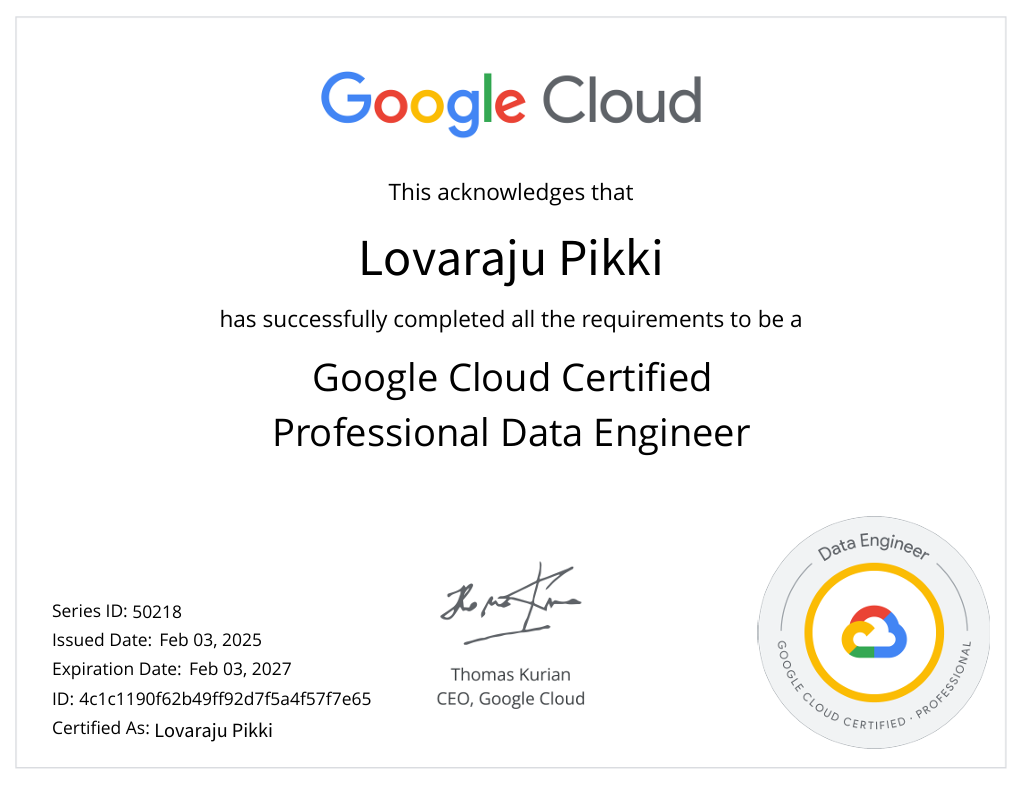 Google Cloud
This acknowledges that
Lovaraju Pikki
has successfully completed all the requirements to be a
Google Cloud Certified
Professional Data Engineer
Series ID: 50218
Issued Date: Feb 03, 2025
Expiration Date: Feb 03, 2027
ID: 4c1c1190f62b49ff92d7f5a4f57f7e65
Certified As: Lovaraju Pikki
Thomas Kurian
CEO, Google Cloud
Data Engineer
GOOGLE CLOUD CERTIFIED · PROFESSIONAL